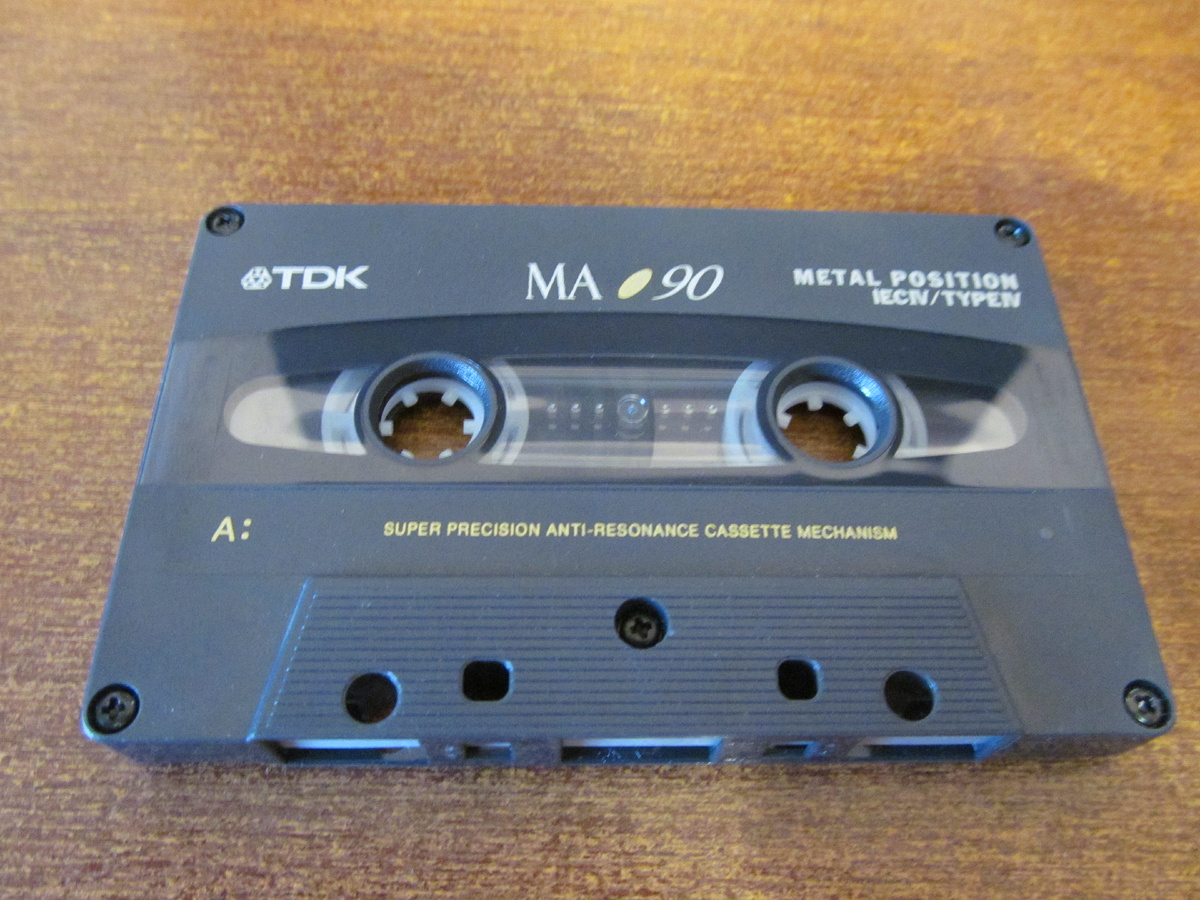 TDK
MA 90
METAL POSITION
IECIV/TYPEIV
A:
SUPER PRECISION ANTI-RESONANCE CASSETTE MECHANISM